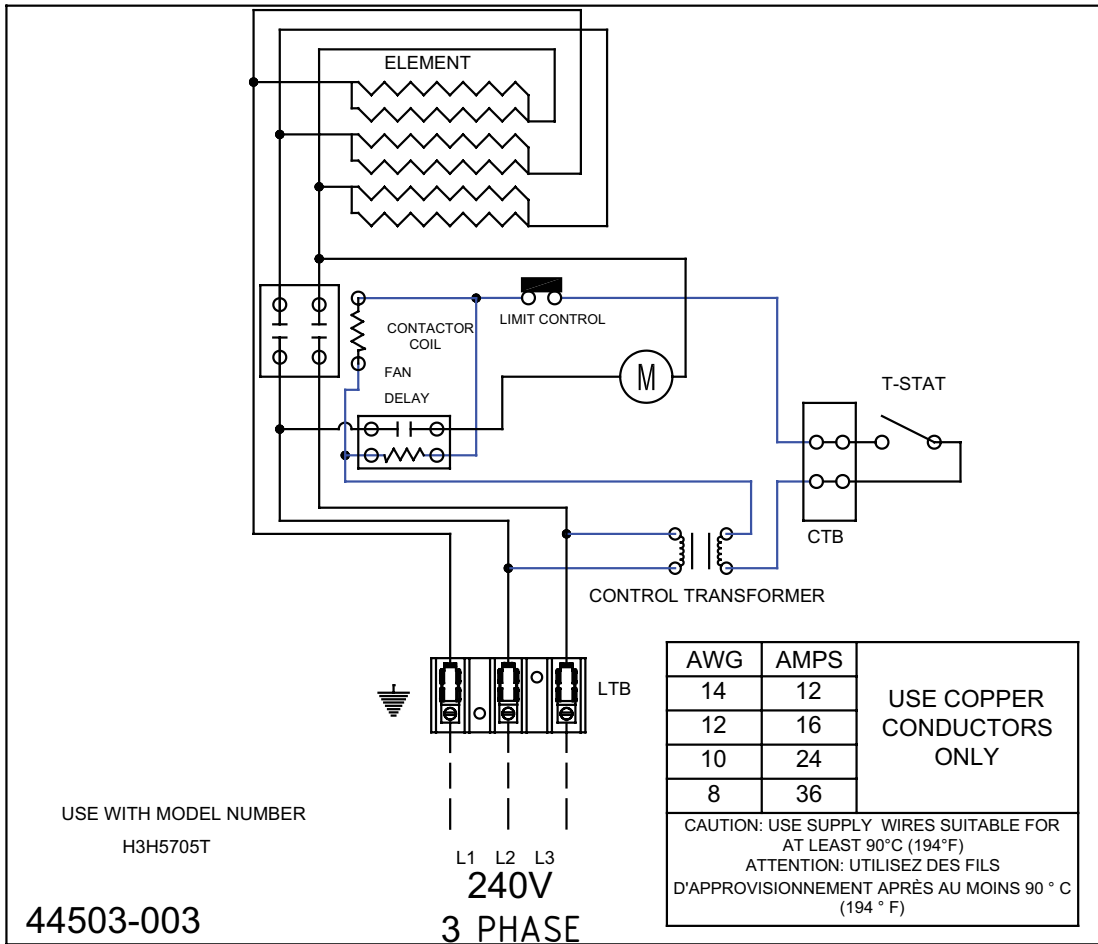 ELEMENT
CONTACTOR
COIL
LIMIT CONTROL
FAN
DELAY
M
T-STAT
CTB
CONTROL TRANSFORMER
LTB
AWG AMPS
14 12
12 16
10 24
8 36
USE COPPER
CONDUCTORS
ONLY
CAUTION: USE SUPPLY WIRES SUITABLE FOR
AT LEAST 90°C (194°F)
ATTENTION: UTILISEZ DES FILS
D'APPROVISIONNEMENT APRÈS AU MOINS 90 ° C
(194 ° F)
USE WITH MODEL NUMBER
H3H5705T
L1 L2 L3
240V
3 PHASE
44503-003